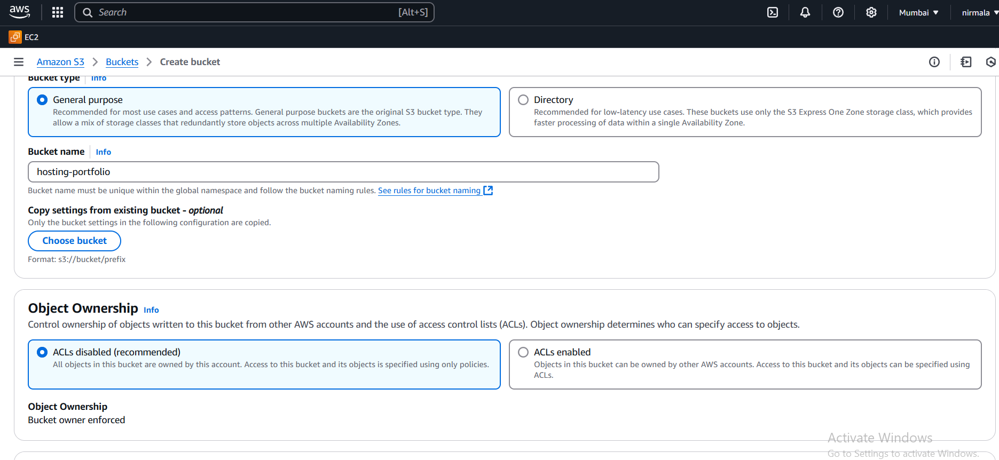 aws
Search [Alt+S] Mumbai nirmala
EC2
Amazon S3 Buckets Create bucket
Bucket type Info
General purpose
Recommended for most use cases and access patterns. General purpose buckets are the original S3 bucket type. They
allow a mix of storage classes that redundantly store objects across multiple Availability Zones.
Directory
Recommended for low-latency use cases. These buckets use only the S3 Express One Zone storage class, which provides
faster processing of data within a single Availability Zone.
Bucket name Info
hosting-portfolio
Bucket name must be unique within the global namespace and follow the bucket naming rules. See rules for bucket naming
Copy settings from existing bucket - optional
Only the bucket settings in the following configuration are copied.
Choose bucket
Format: s3://bucket/prefix
Object Ownership Info
Control ownership of objects written to this bucket from other AWS accounts and the use of access control lists (ACLs). Object ownership determines who can specify access to objects.
ACLs disabled (recommended)
All objects in this bucket are owned by this account. Access to this bucket and its objects is specified using only policies.
ACLs enabled
Objects in this bucket can be owned by other AWS accounts. Access to this bucket and its objects can be specified using
ACLs.
Object Ownership
Bucket owner enforced
Activate Windows
Go to Settings to activate Windows.